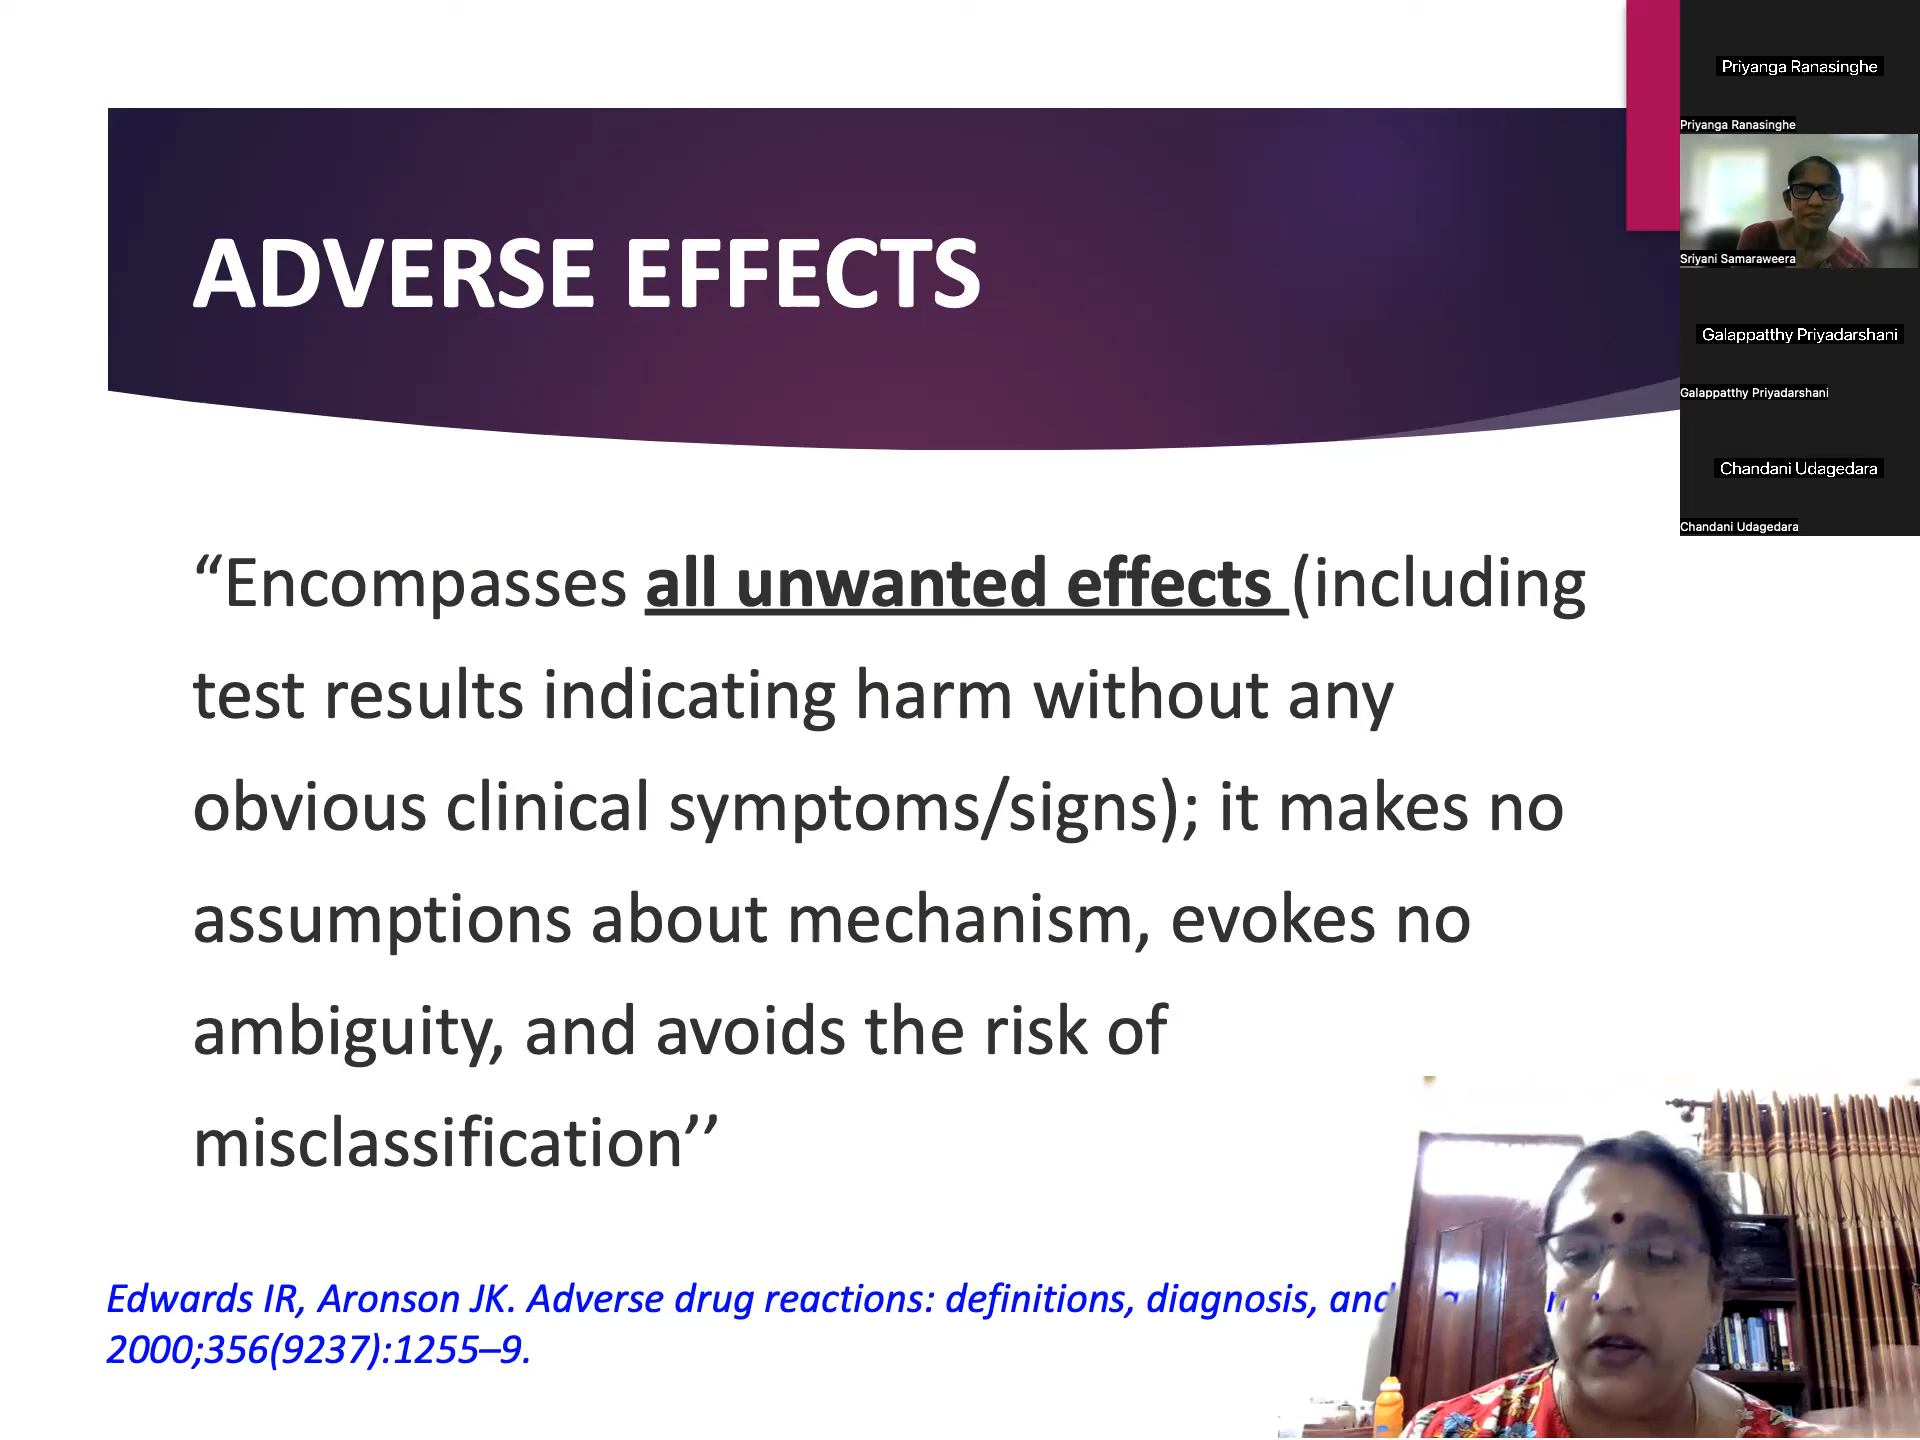 ADVERSE EFFECTS
“Encompasses all unwanted effects (including
test results indicating harm without any
obvious clinical symptoms/signs); it makes no
assumptions about mechanism, evokes no
ambiguity, and avoids the risk of
misclassification’’
Edwards IR, Aronson JK. Adverse drug reactions: definitions, diagnosis, and
2000;356(9237):1255–9.
Priyanga Ranasinghe
Priyanga Ranasinghe
Sriyani Samaraweera
Galappatthy Priyadarshani
Galappatthy Priyadarshani
Chandani Udagedara
Chandani Udagedara